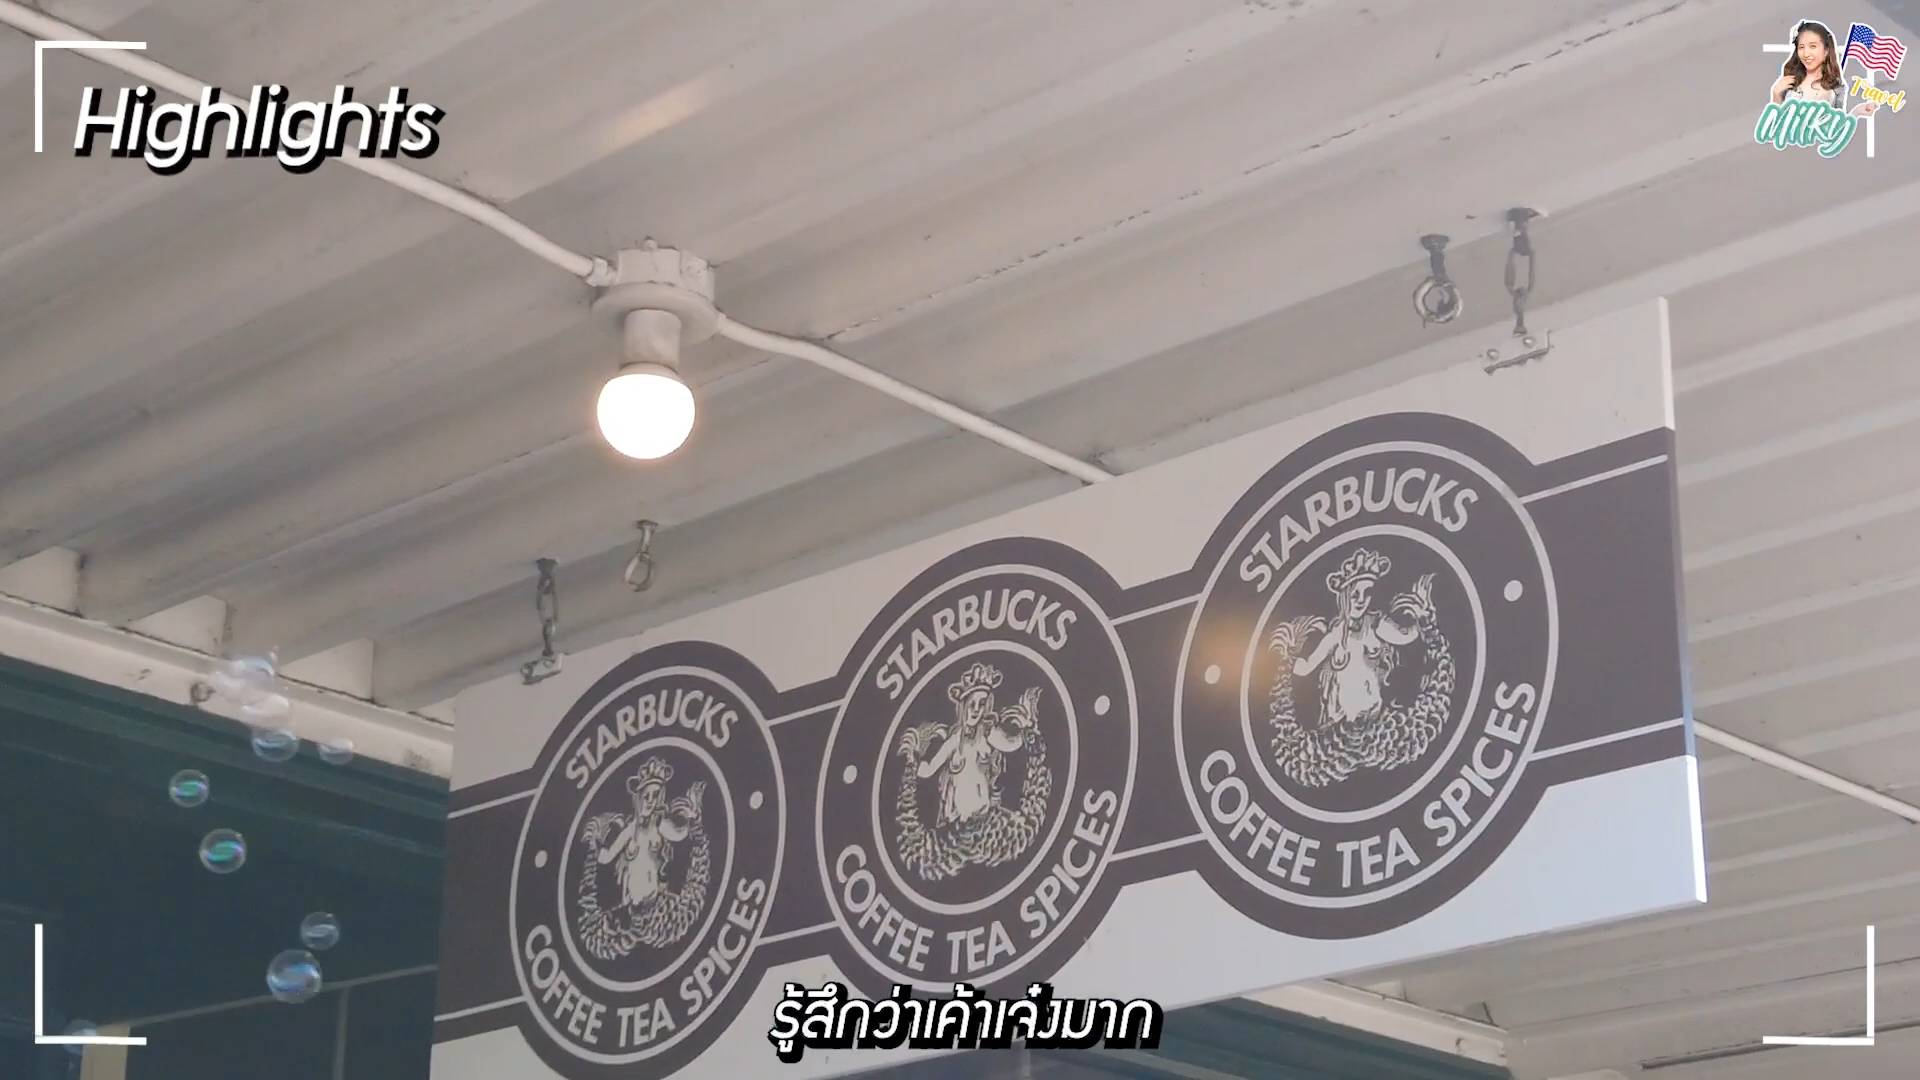 Highlights
Travel
Milky
STARBUCKS
COFFEE TEA SPICES
STARBUCKS
COFFEE TEA SPICES
STARBUCKS
COFFEE TEA SPICES
รู้สึกว่าเค้าเจ๋งมาก